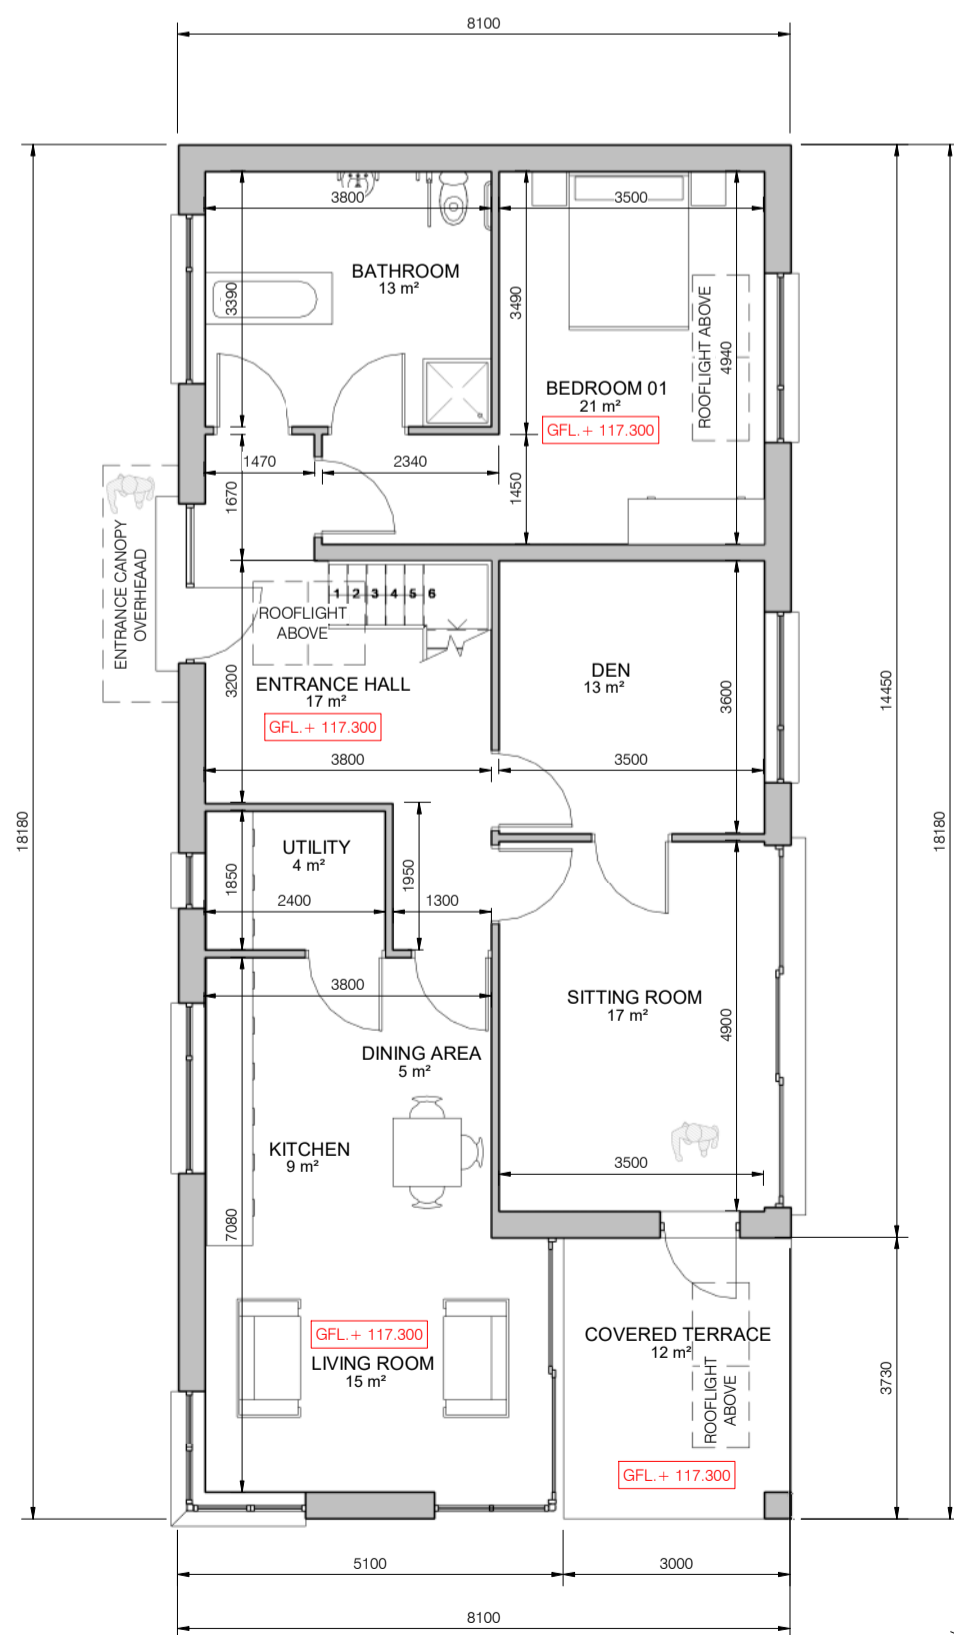 8100
3800
3500
BATHROOM
13 m²
3390
3490
ROOFLIGHT ABOVE
4940
BEDROOM 01
21 m²
GFL.+ 117.300
1470
2340
1670
1450
ENTRANCE CANOPY
OVERHEAAD
1 2 3 4 5 6
ROOFLIGHT
ABOVE
DEN
13 m²
3200
ENTRANCE HALL
17 m²
GFL.+ 117.300
3600
14450
3800
3500
18180
18180
UTILITY
4 m²
1850
1950
2400
1300
3800
SITTING ROOM
17 m²
4900
DINING AREA
5 m²
KITCHEN
9 m²
3500
7080
GFL.+ 117.300
LIVING ROOM
15 m²
COVERED TERRACE
12 m²
ROOFLIGHT
ABOVE
3730
GFL.+ 117.300
5100
3000
8100